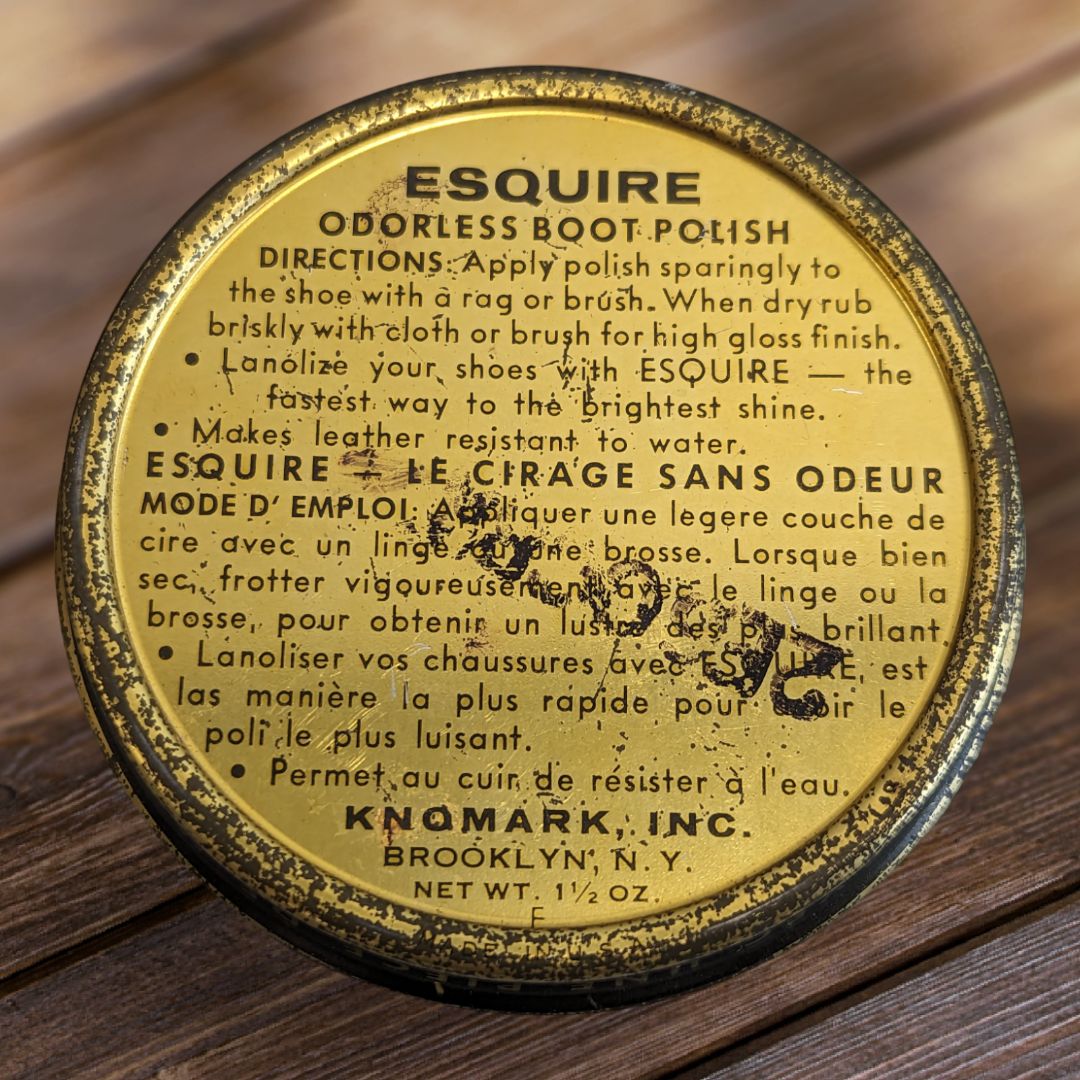 ESQUIRE
ODORLESS BOOT POLISH
DIRECTIONS: Apply polish sparingly to
the shoe with a rag or brush. When dry rub
briskly with cloth or brush for high gloss finish.
• Lanolize your shoes with ESQUIRE — the
fastest way to the brightest shine.
• Makes leather resistant to water.
ESQUIRE — LE CIRAGE SANS ODEUR
MODE D' EMPLOI: Appliquer une legere couche de
cire avec un linge ou une brosse. Lorsque bien
sec, frotter vigoureusement avec le linge ou la
brosse, pour obtenir un lustre des plus brillant.
• Lanoliser vos chaussures avec ESQUIRE, est
las manière la plus rapide pour avoir le
poli le plus luisant.
• Permet au cuir de résister à l'eau.
KNOMARK, INC.
BROOKLYN, N. Y.
NET WT. 1½ OZ.
F
MADE IN U.S.A.